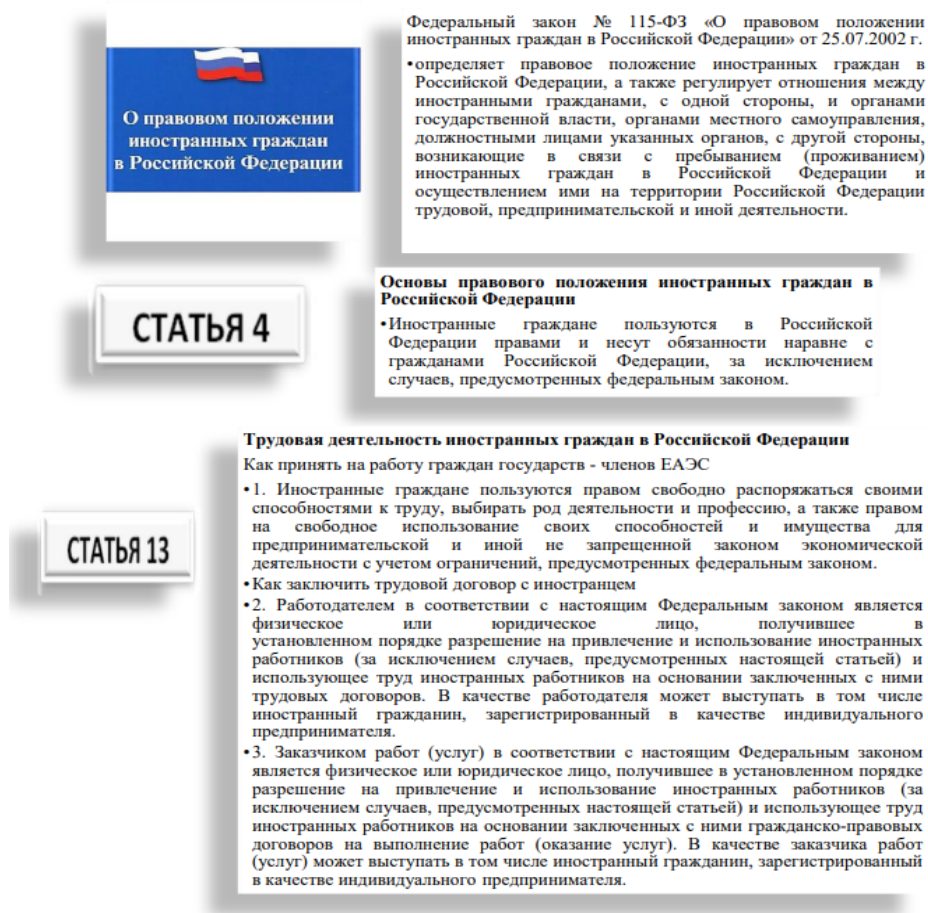 Федеральный закон № 115-ФЗ «О правовом положении
иностранных граждан в Российской Федерации» от 25.07.2002 г.
•определяет правовое положение иностранных граждан в
Российской Федерации, а также регулирует отношения между
иностранными гражданами, с одной стороны, и органами
государственной власти, органами местного самоуправления,
должностными лицами указанных органов, с другой стороны,
возникающие в связи с пребыванием (проживанием)
иностранных граждан в Российской Федерации и
осуществлением ими на территории Российской Федерации
трудовой, предпринимательской и иной деятельности.
О правовом положении
иностранных граждан
в Российской Федерации
СТАТЬЯ 4
Основы правового положения иностранных граждан в
Российской Федерации
•Иностранные граждане пользуются в Российской
Федерации правами и несут обязанности наравне с
гражданами Российской Федерации, за исключением
случаев, предусмотренных федеральным законом.
СТАТЬЯ 13
Трудовая деятельность иностранных граждан в Российской Федерации
Как принять на работу граждан государств - членов ЕАЭС
•1. Иностранные граждане пользуются правом свободно распоряжаться своими
способностями к труду, выбирать род деятельности и профессию, а также правом
на свободное использование своих способностей и имущества для
предпринимательской и иной не запрещенной законом экономической
деятельности с учетом ограничений, предусмотренных федеральным законом.
•Как заключить трудовой договор с иностранцем
•2. Работодателем в соответствии с настоящим Федеральным законом является
физическое или юридическое лицо, получившее в
установленном порядке разрешение на привлечение и использование иностранных
работников (за исключением случаев, предусмотренных настоящей статьей) и
использующее труд иностранных работников на основании заключенных с ними
трудовых договоров. В качестве работодателя может выступать в том числе
иностранный гражданин, зарегистрированный в качестве индивидуального
предпринимателя.
•3. Заказчиком работ (услуг) в соответствии с настоящим Федеральным законом
является физическое или юридическое лицо, получившее в установленном порядке
разрешение на привлечение и использование иностранных работников (за
исключением случаев, предусмотренных настоящей статьей) и использующее труд
иностранных работников на основании заключенных с ними гражданско-правовых
договоров на выполнение работ (оказание услуг). В качестве заказчика работ
(услуг) может выступать в том числе иностранный гражданин, зарегистрированный
в качестве индивидуального предпринимателя.